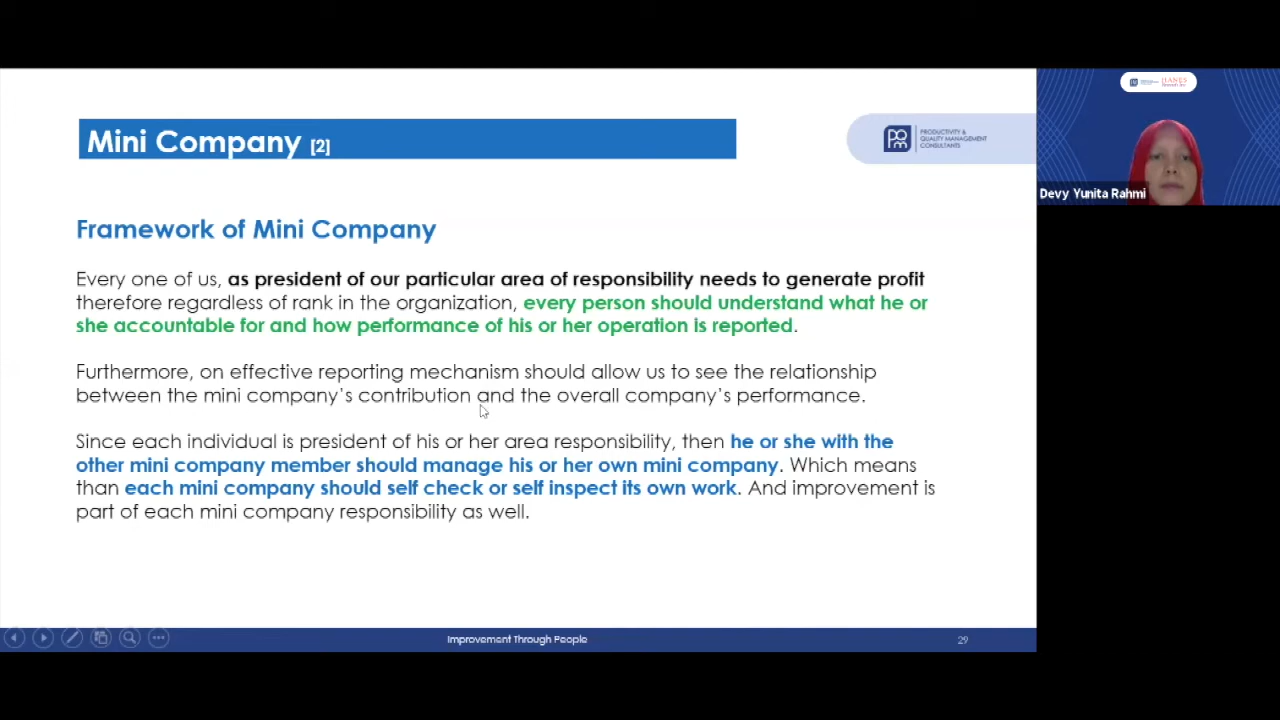 Mini Company [2]
PRODUCTIVITY &
QUALITY MANAGEMENT
CONSULTANTS
Devy Yunita Rahmi
Framework of Mini Company
Every one of us, as president of our particular area of responsibility needs to generate profit
therefore regardless of rank in the organization, every person should understand what he or
she accountable for and how performance of his or her operation is reported.
Furthermore, on effective reporting mechanism should allow us to see the relationship
between the mini company's contribution and the overall company's performance.
Since each individual is president of his or her area responsibility, then he or she with the
other mini company member should manage his or her own mini company. Which means
than each mini company should self check or self inspect its own work. And improvement is
part of each mini company responsibility as well.
Improvement Through People
29